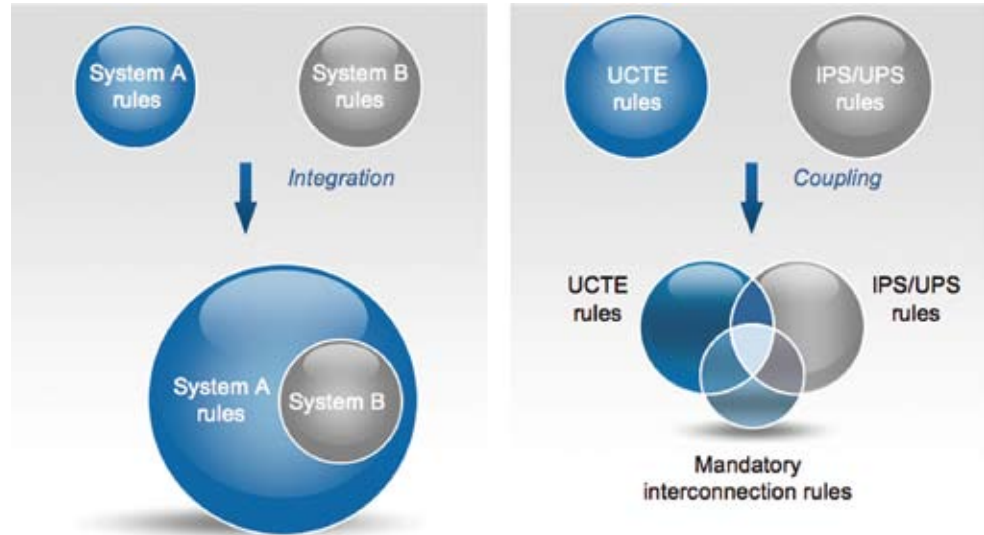 System A
rules
System B
rules
Integration
System A
rules
System B
UCTE
rules
IPS/UPS
rules
Coupling
UCTE
rules
IPS/UPS
rules
Mandatory
interconnection rules